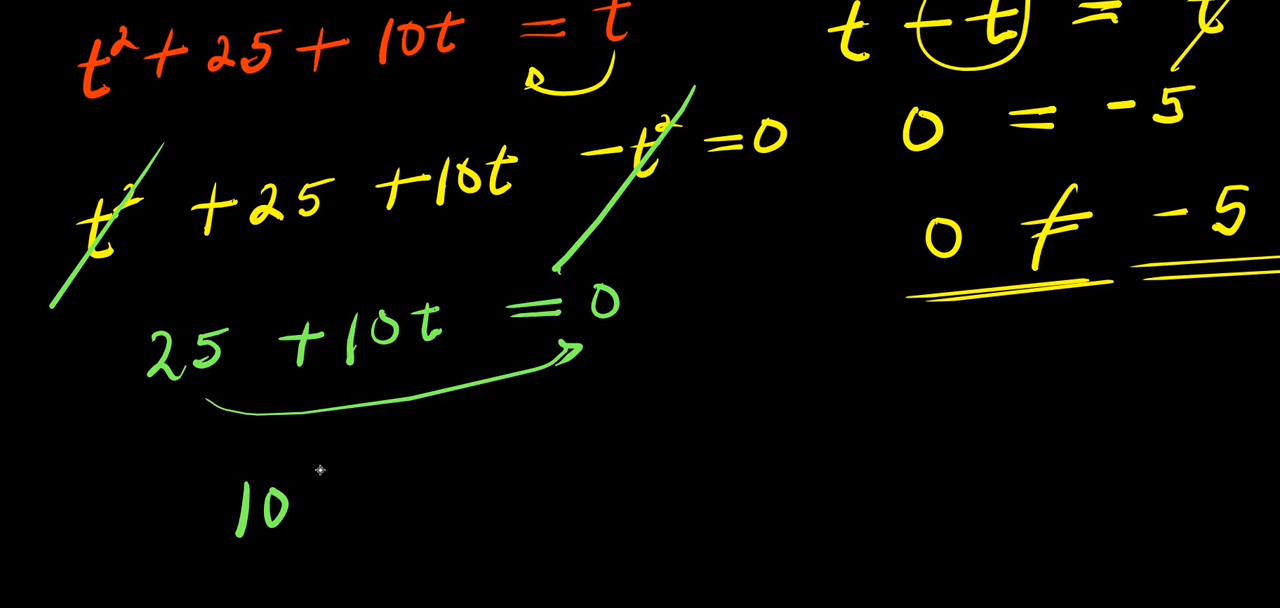 t² + 25 + 10t = t
t² + 25 + 10t - t² = 0
25 + 10t = 0
10
t - t =
0 = -5
0 ≠ -5